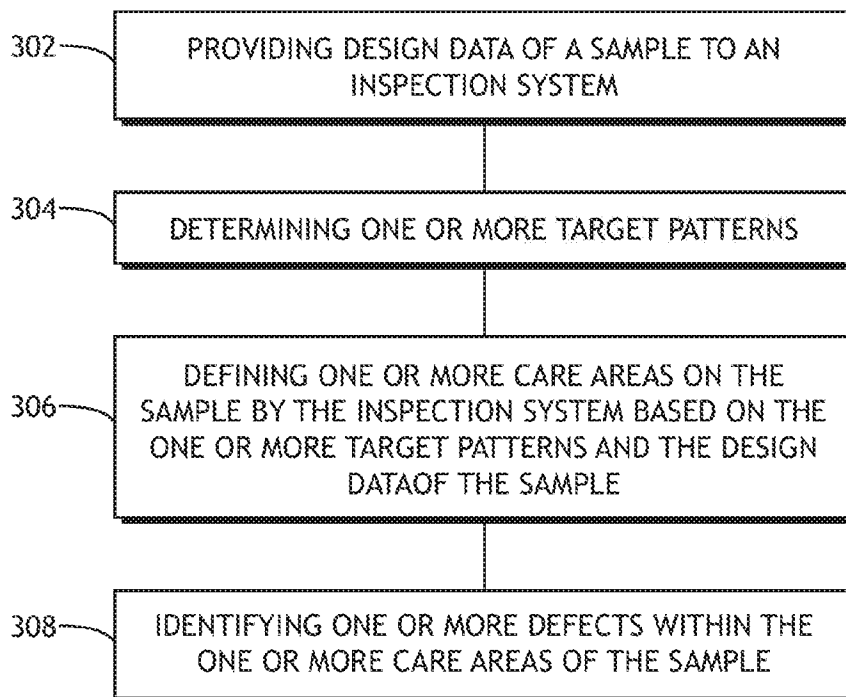 302
PROVIDING DESIGN DATA OF A SAMPLE TO AN
INSPECTION SYSTEM
304
DETERMINING ONE OR MORE TARGET PATTERNS
306
DEFINING ONE OR MORE CARE AREAS ON THE
SAMPLE BY THE INSPECTION SYSTEM BASED ON THE
ONE OR MORE TARGET PATTERNS AND THE DESIGN
DATAOF THE SAMPLE
308
IDENTIFYING ONE OR MORE DEFECTS WITHIN THE
ONE OR MORE CARE AREAS OF THE SAMPLE